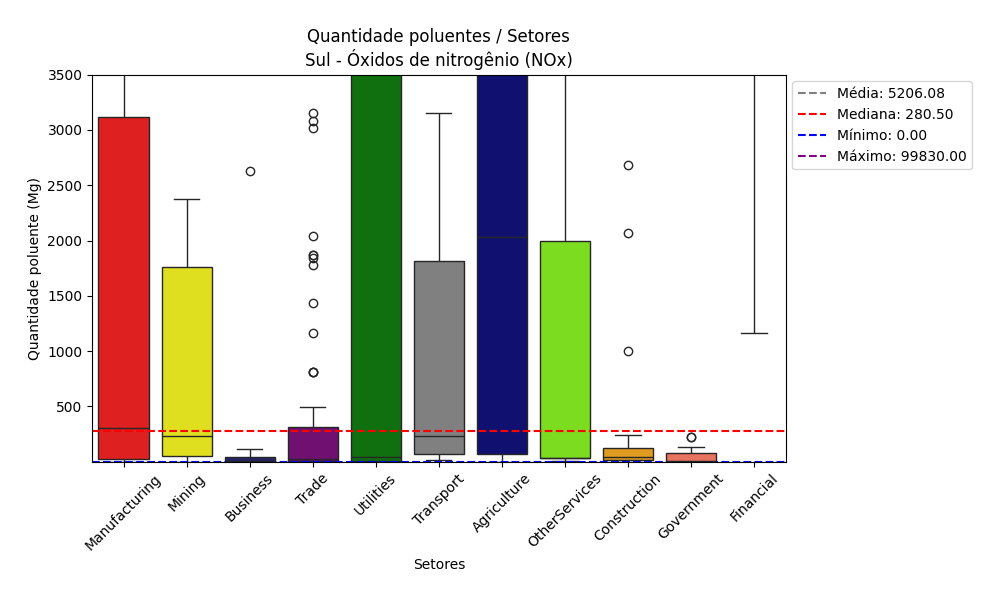 Quantidade poluentes / Setores
Sul - Óxidos de nitrogênio (NOx)
Média: 5206.08
Mediana: 280.50
Mínimo: 0.00
Máximo: 99830.00
Quantidade poluente (Mg)
3500
3000
2500
2000
1500
1000
500
Manufacturing
Mining
Business
Trade
Utilities
Transport
Agriculture
OtherServices
Construction
Government
Financial
Setores